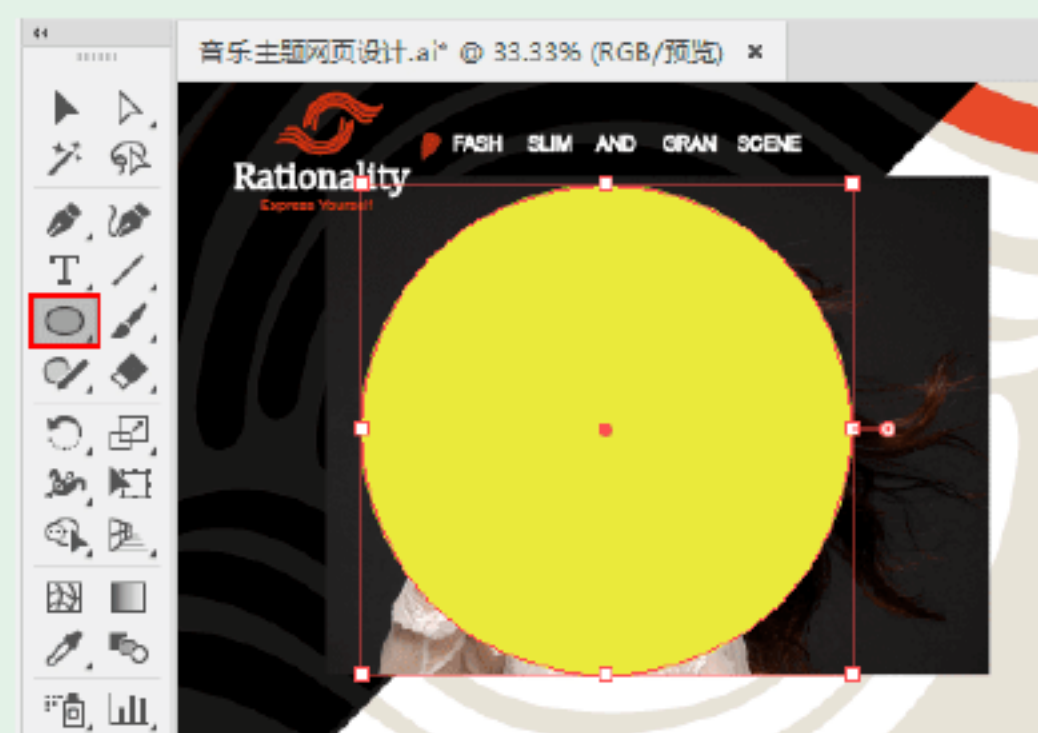 音乐主题网页设计.ai* @ 33.33% (RGB/预览) ×
FASH SLIM AND GRAN SCENE
Rationality
Express Yourself